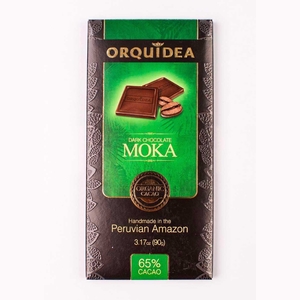 ORQUIDEA
DARK CHOCOLATE
MOKA
ORGANIC
CACAO
Handmade in the
Peruvian Amazon
3.17oz (90g)
65%
CACAO